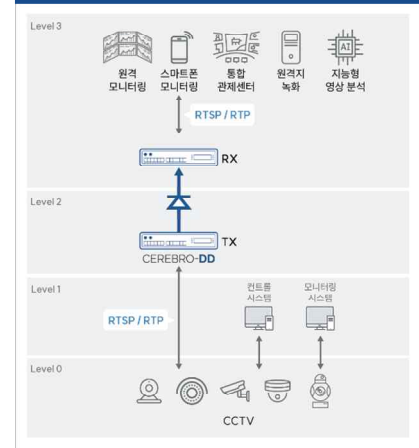 Level 3
원격
모니터링
스마트폰
모니터링
통합
관제센터
원격지
녹화
AI
지능형
영상 분석
RTSP / RTP
RX
Level 2
TX
CEREBRO-DD
Level 1
컨트롤
시스템
모니터링
시스템
RTSP / RTP
Level 0
CCTV